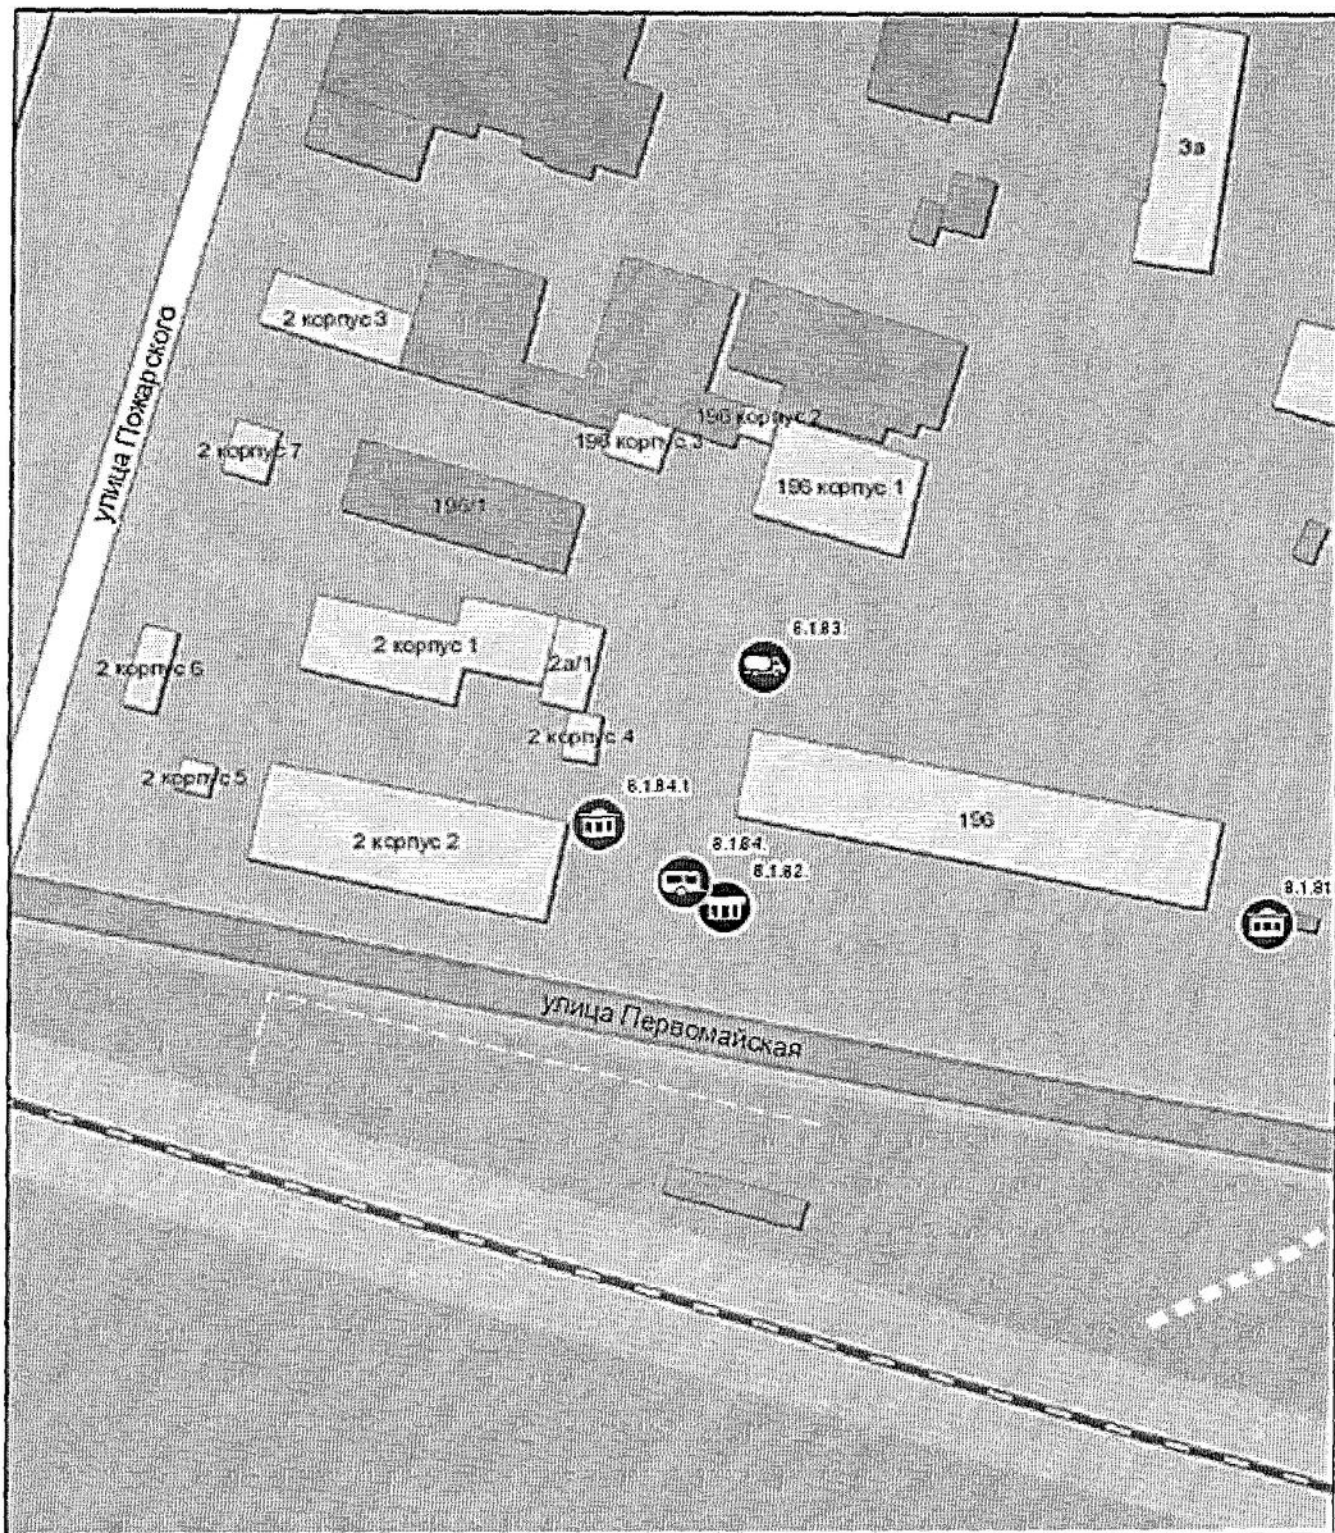 3а
улица Пожарского
2 корпус 3
196 корпус 2
196 корпус 3
2 корпус 7
196 корпус 1
196/1
8.1.83.
2 корпус 1
2а/1
2 корпус 6
2 корпус 4
2 корпус 5
8.1.84.1
196
2 корпус 2
8.1.84.
8.1.82.
8.1.81
улица Первомайская